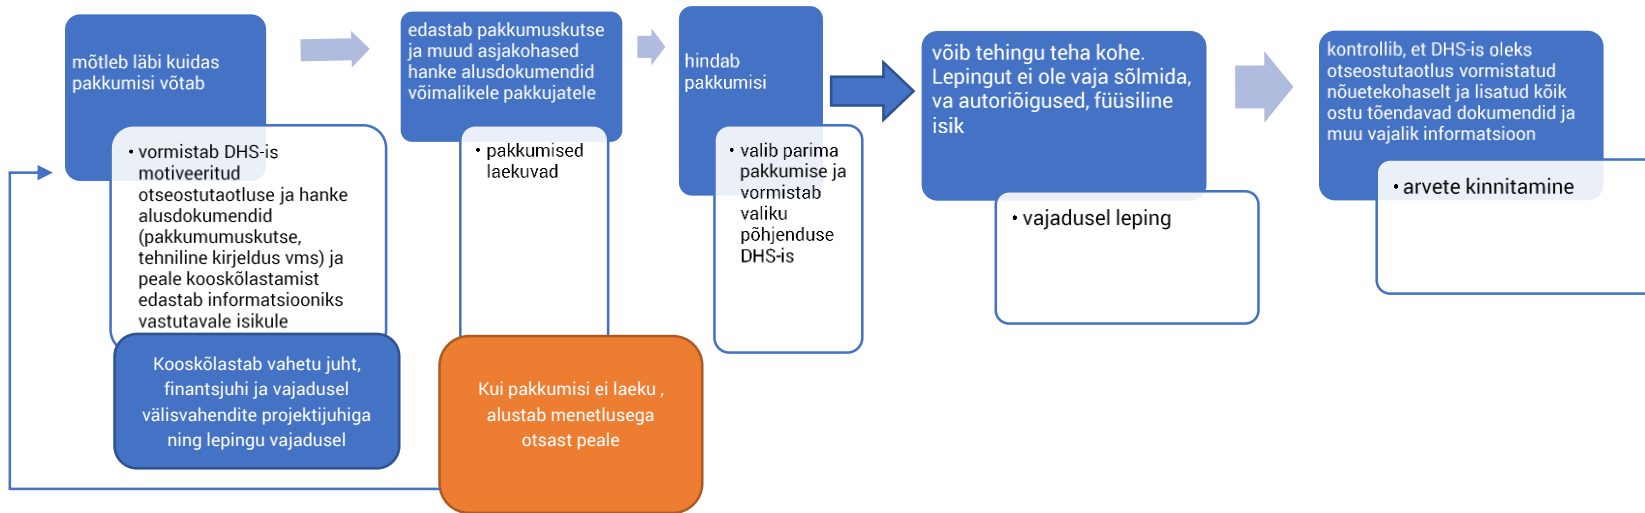 mõtleb läbi kuidas
pakkumisi võtab
• vormistab DHS-is
motiveeritud
otseostutaotluse ja hanke
alusdokumendid
(pakkumumuskutse,
tehniline kirjeldus vms) ja
peale kooskõlastamist
edastab informatsiooniks
vastutavale isikule
Kooskõlastab vahetu juht,
finantsjuhi ja vajadusel
välisvahendite projektijuhiga
ning lepingu vajadusel
edastab pakkumuskutse
ja muud asjakohased
hanke alusdokumendid
võimalikele pakkujatele
• pakkumised
laekuvad
Kui pakkumisi ei laeku ,
alustab menetlusega
otsast peale
hindab
pakkumisi
• valib parima
pakkumise ja
vormistab
valiku
põhjenduse
DHS-is
võib tehingu teha kohe.
Lepingut ei ole vaja sõlmida,
va autoriõigused, füüsiline
isik
• vajadusel leping
kontrollib, et DHS-is oleks
otseostutaotlus vormistatud
nõuetekohaselt ja lisatud kõik
ostu tõendavad dokumendid ja
muu vajalik informatsioon
• arvete kinnitamine